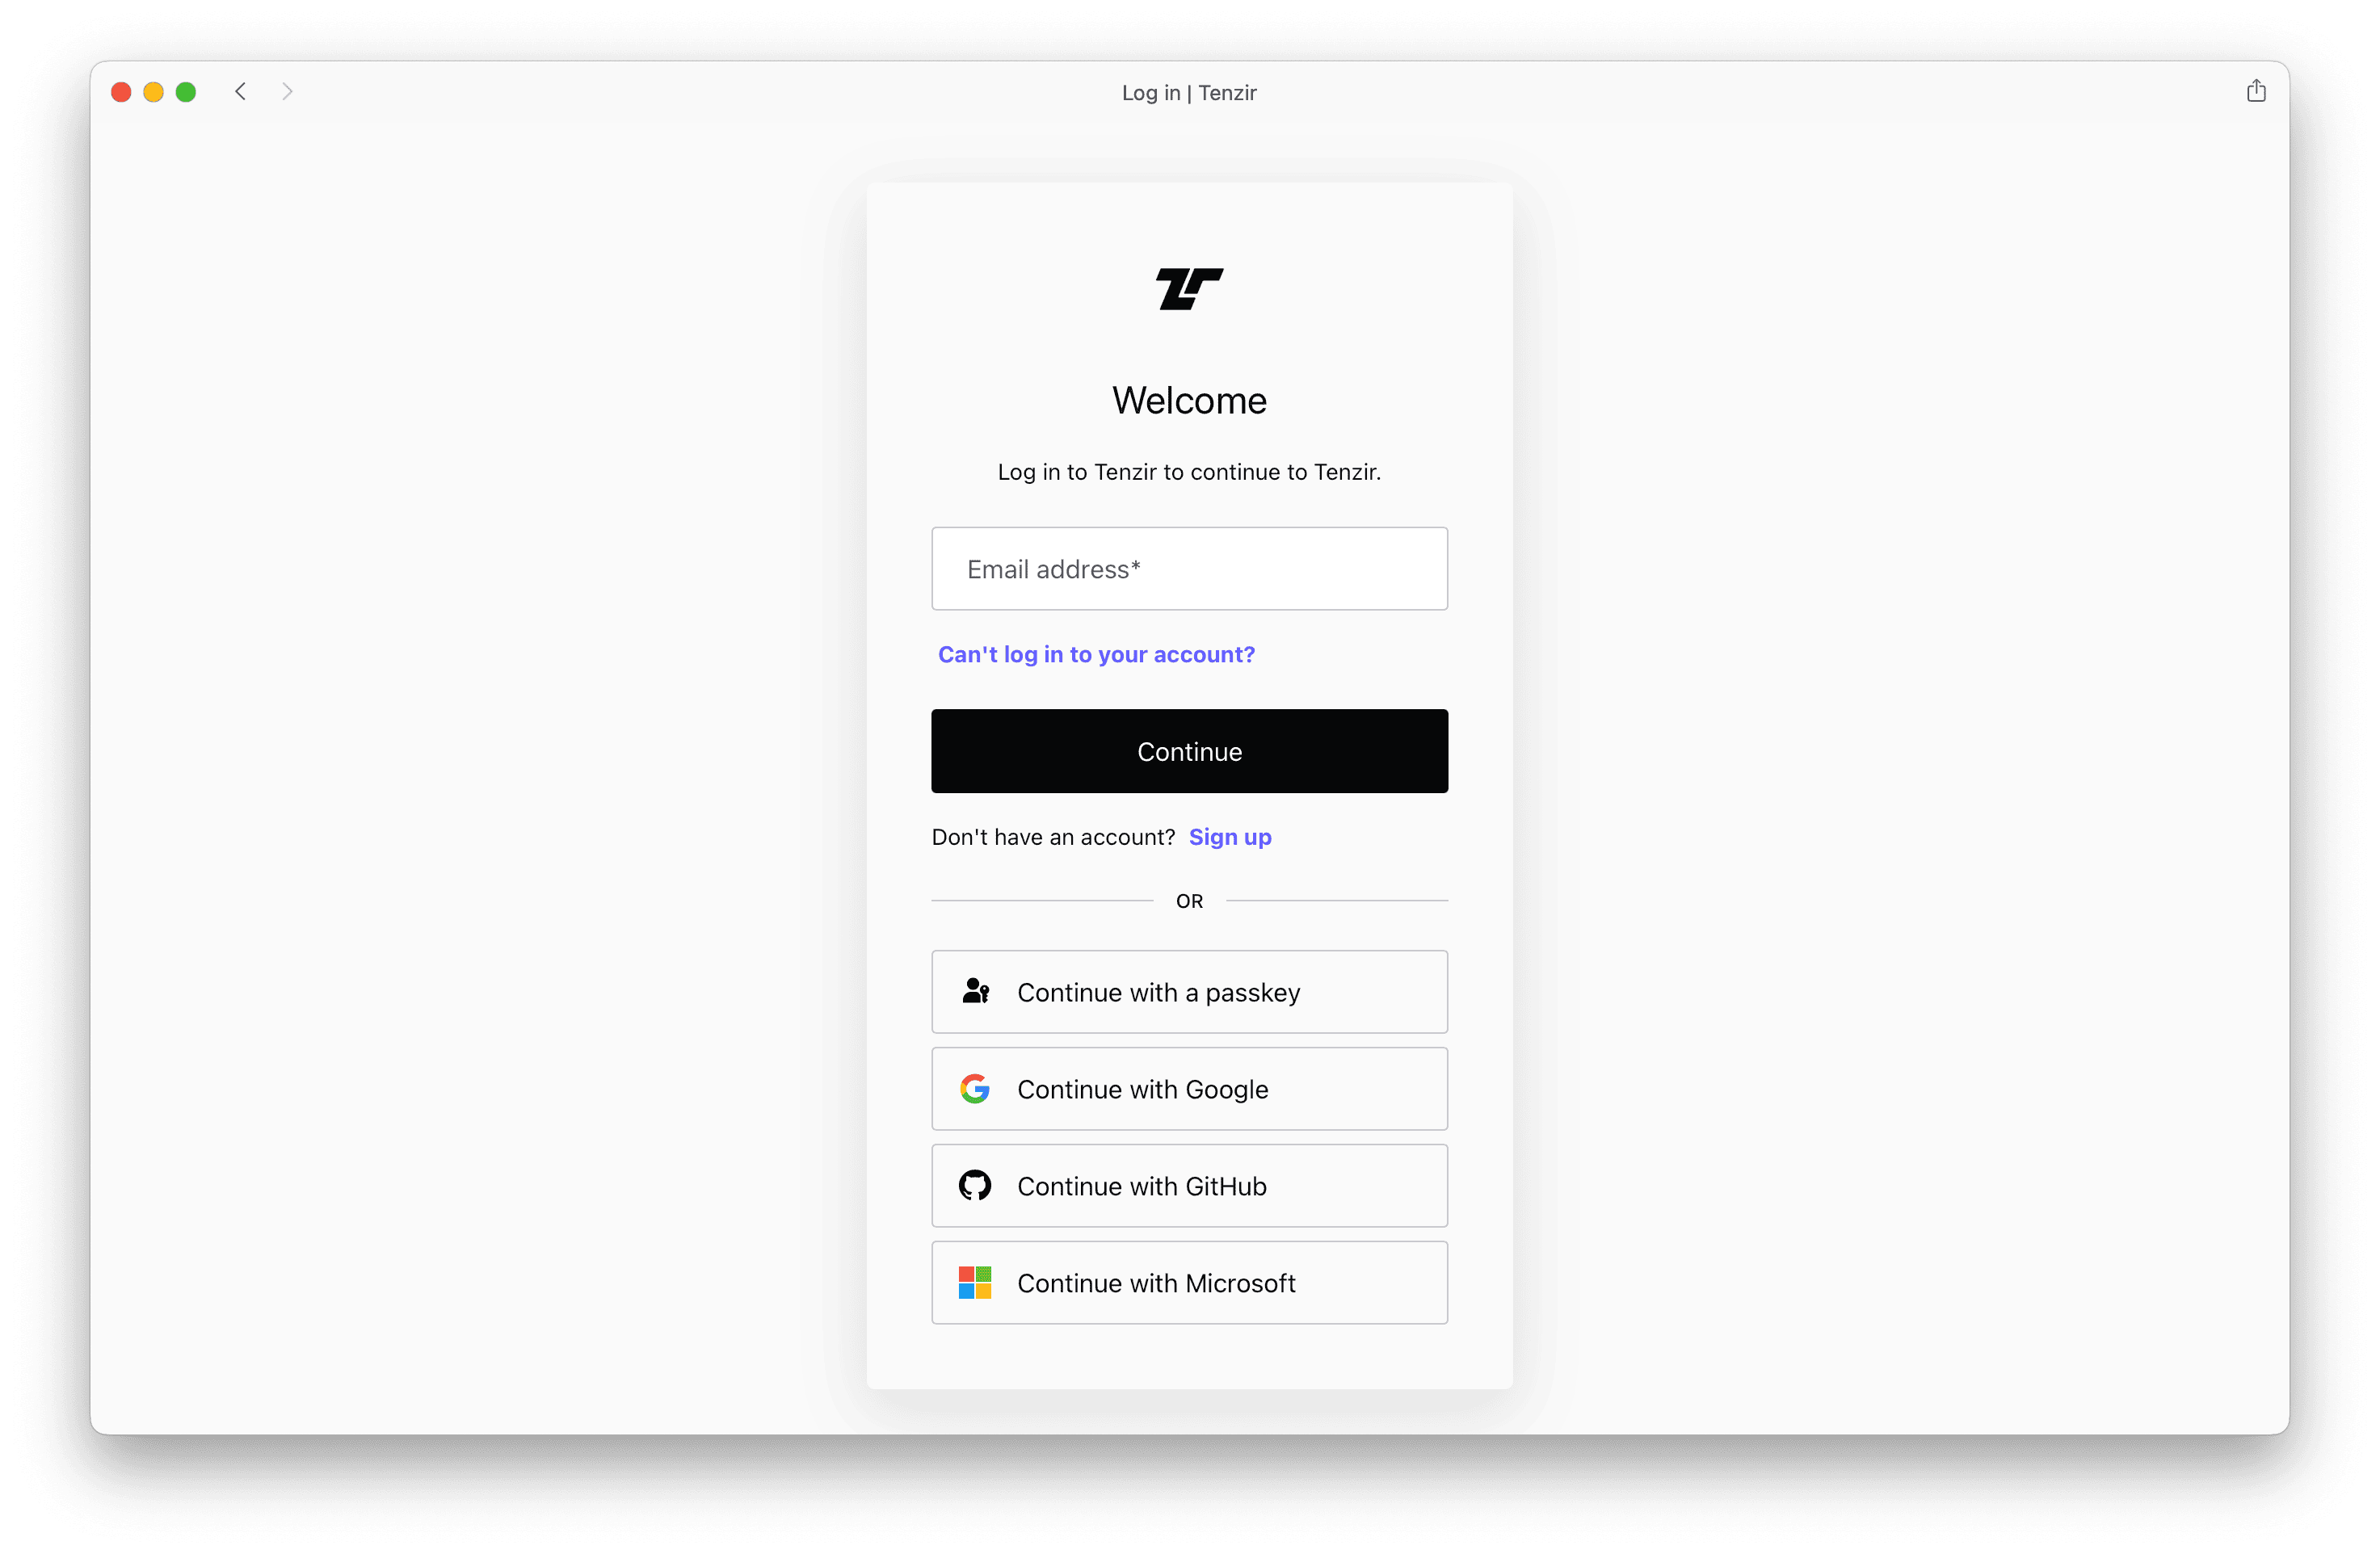 Log in | Tenzir
Welcome
Log in to Tenzir to continue to Tenzir.
Email address*
Can't log in to your account?
Continue
Don't have an account? Sign up
OR
Continue with a passkey
Continue with Google
Continue with GitHub
Continue with Microsoft